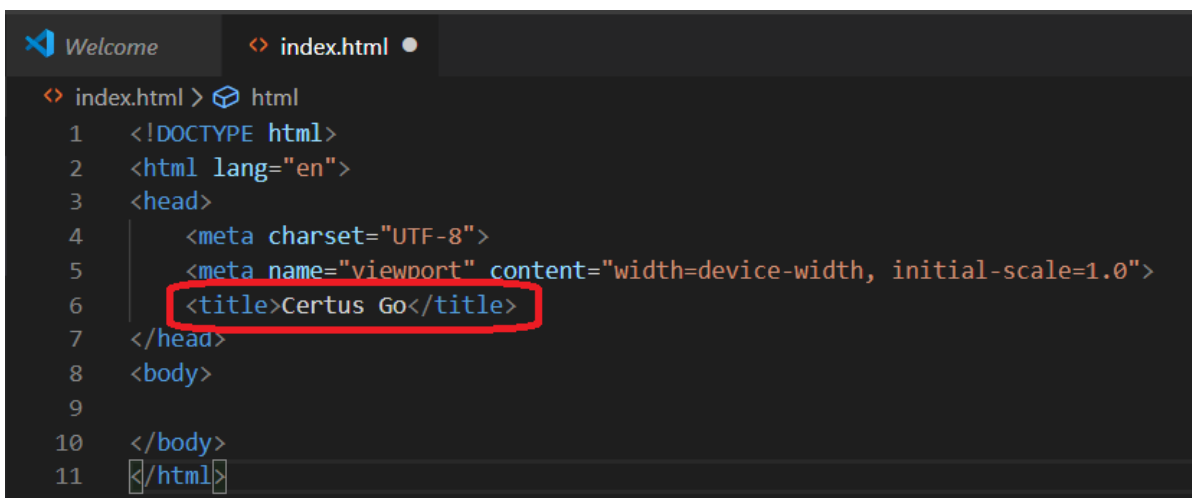 Welcome
index.html
index.html > html
1 <!DOCTYPE html>
2 <html lang="en">
3 <head>
4 <meta charset="UTF-8">
5 <meta name="viewport" content="width=device-width, initial-scale=1.0">
6 <title>Certus Go</title>
7 </head>
8 <body>
9
10 </body>
11 </html>